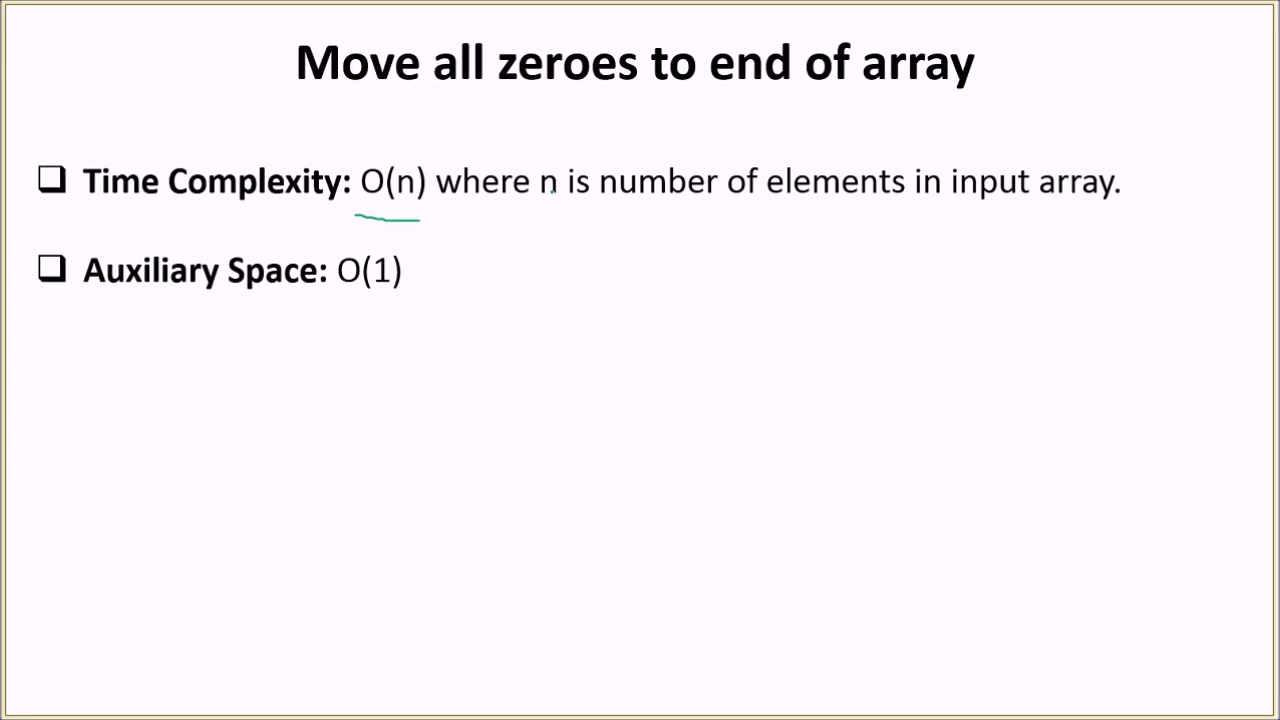 Move all zeroes to end of array
Time Complexity: O(n) where n is number of elements in input array.
Auxiliary Space: O(1)